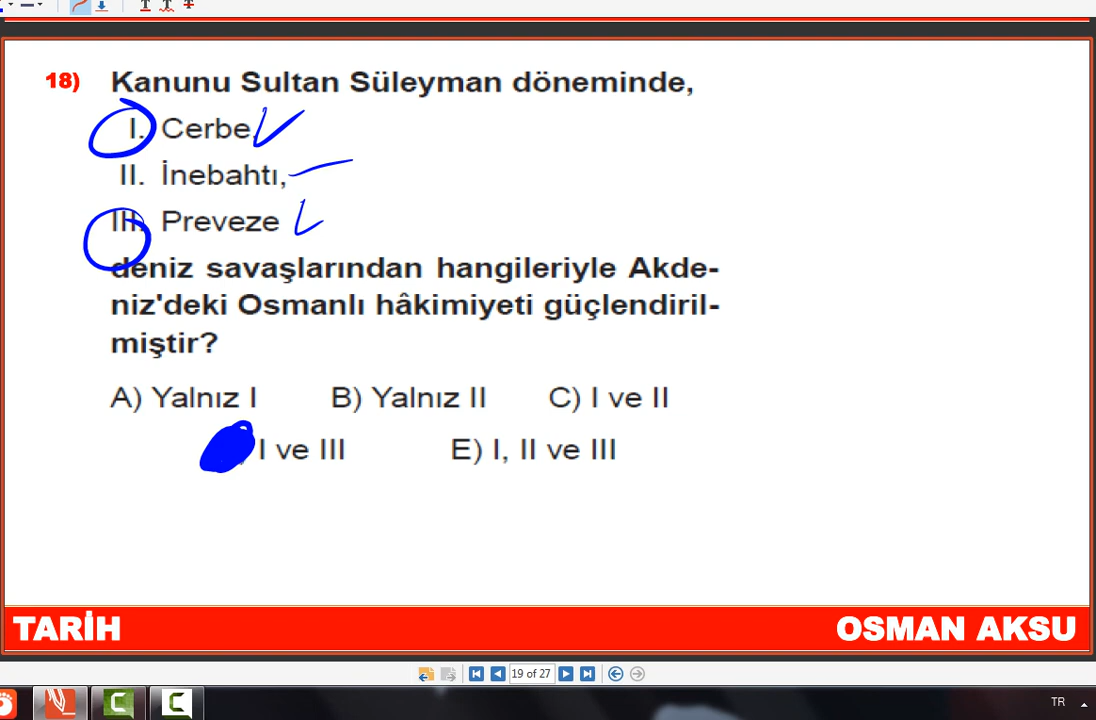 18) Kanunu Sultan Süleyman döneminde,
I. Cerbe,
II. İnebahtı,
III. Preveze
deniz savaşlarından hangileriyle Akde-
niz'deki Osmanlı hâkimiyeti güçlendiril-
miştir?
A) Yalnız I B) Yalnız II C) I ve II
I ve III E) I, II ve III
TARİH OSMAN AKSU
19 of 27
TR